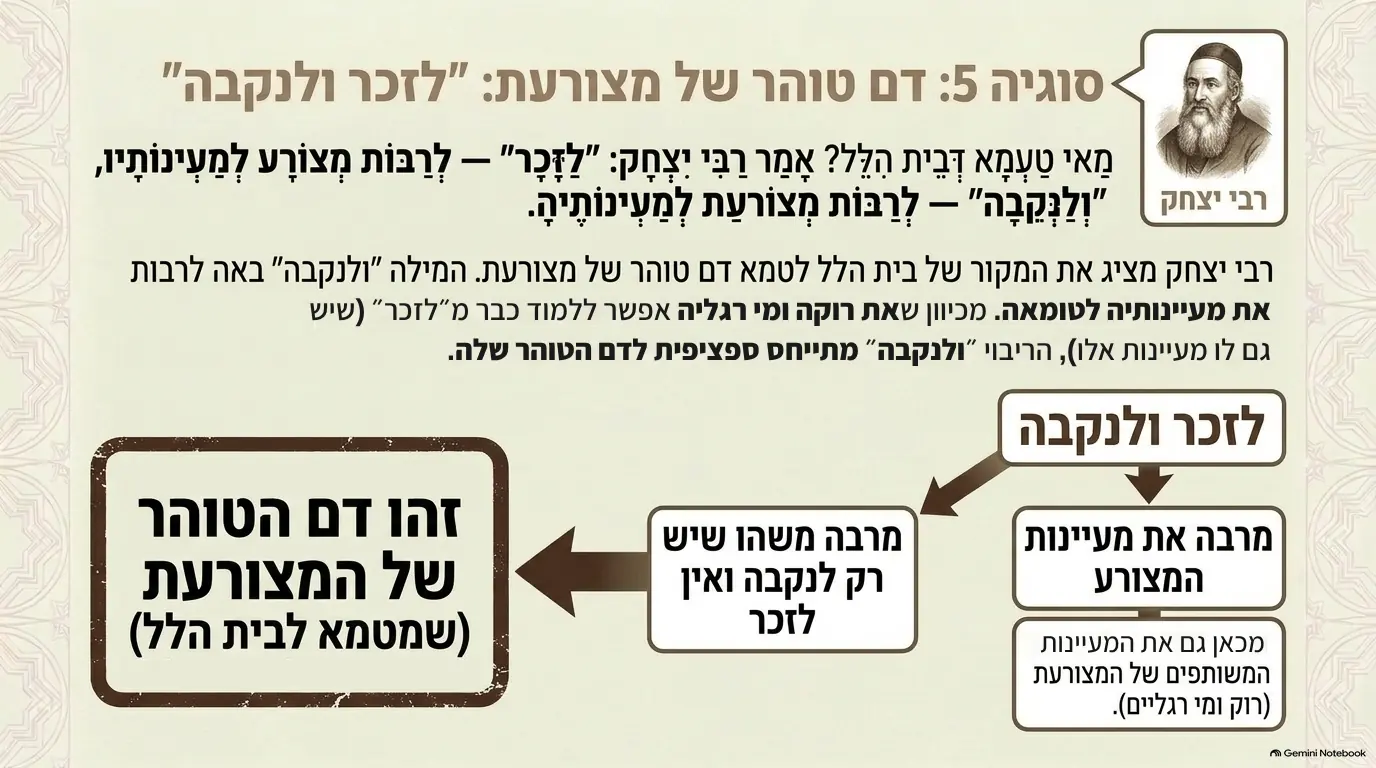 סוגיה 5: דם טוהר של מצורעת: "לזכר ולנקבה"
רבי יצחק
מַאי טַעְמָא דְּבֵית הִלֵּל? אָמַר רַבִּי יִצְחָק: "לַזָּכָר" — לְרַבּוֹת מְצוֹרָע לְמַעְינוֹתָיו,
"וְלַנְּקֵבָה" — לְרַבּוֹת מְצוֹרַעַת לְמַעְינוֹתֶיהָ.
רבי יצחק מציג את המקור של בית הלל לטמא דם טוהר של מצורעת. המילה "ולנקבה" באה לרבות
את מעיינותיה לטומאה. מכיוון שאת רוקה ומי רגליה אפשר ללמוד כבר מ״לזכר״ (שיש
גם לו מעיינות אלו), הריבוי ״ולנקבה״ מתייחס ספציפית לדם הטוהר שלה.
לזכר ולנקבה
מרבה את מעיינות
המצורע
מכאן גם את המעיינות
המשותפים של המצורעת
(רוק ומי רגליים).
מרבה משהו שיש
רק לנקבה ואין
לזכר
זהו דם הטוהר
של המצורעת
(שמטמא לבית הלל)
Gemini Notebook